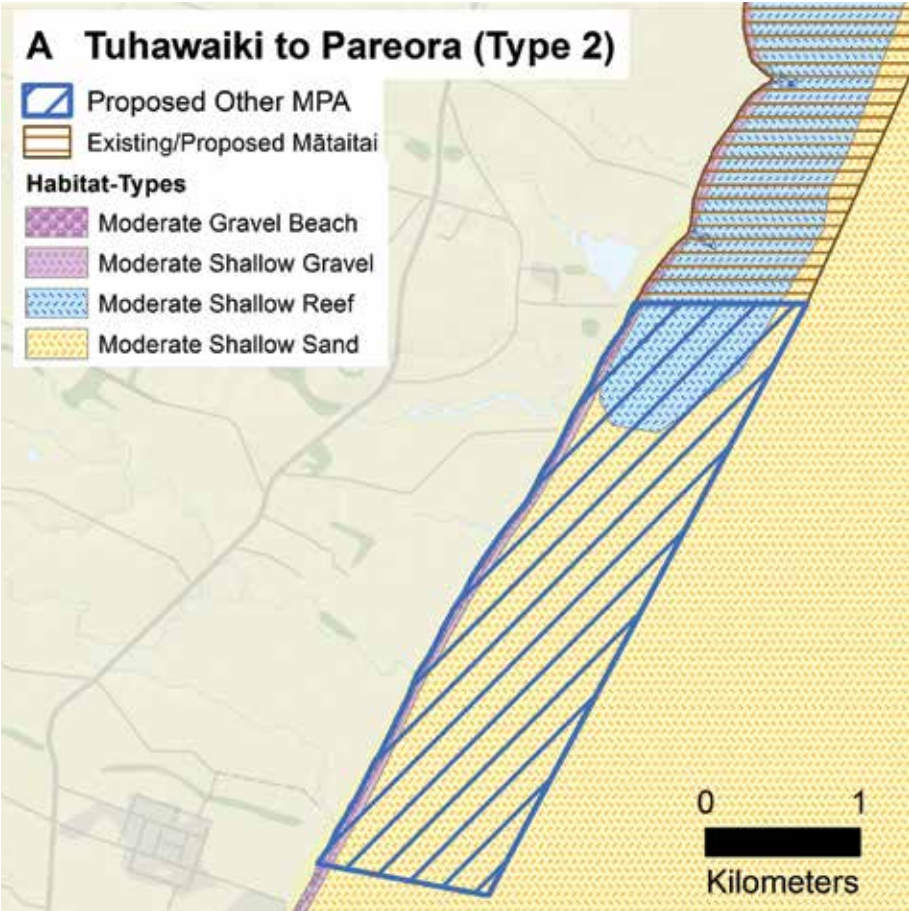 A Tuhawaiki to Pareora (Type 2)
Proposed Other MPA
Existing/Proposed Mātaitai
Habitat-Types
Moderate Gravel Beach
Moderate Shallow Gravel
Moderate Shallow Reef
Moderate Shallow Sand
0 1
Kilometers